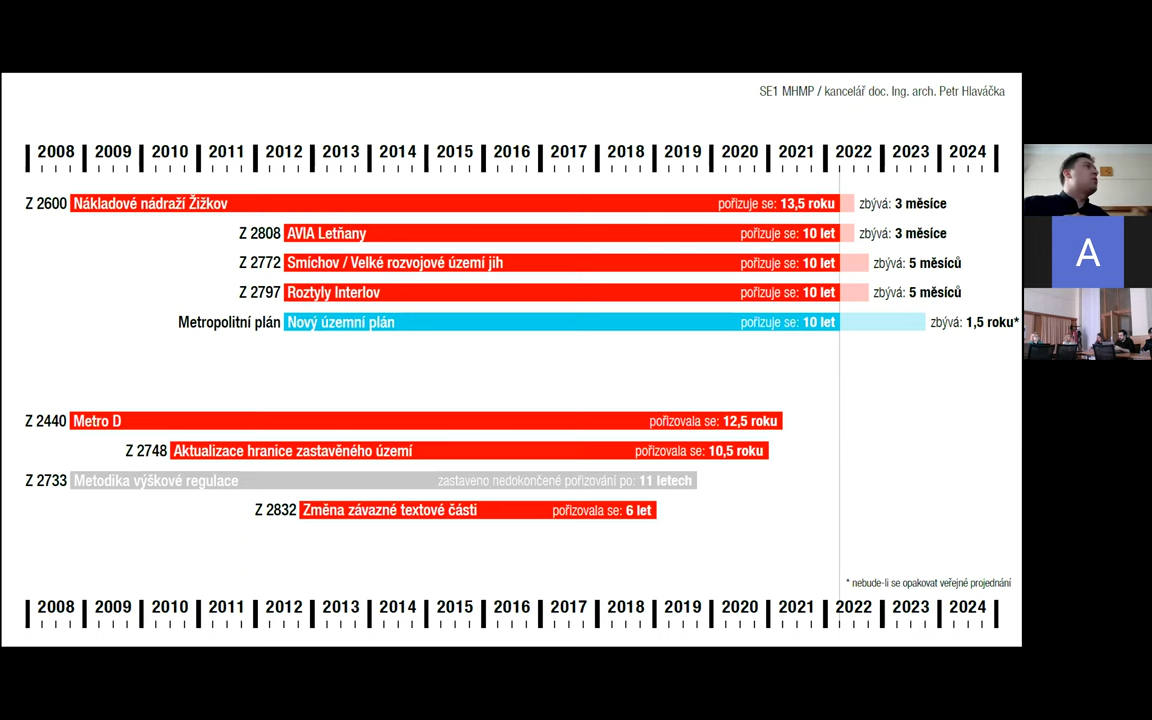 SE1 MHMP / kancelář doc. Ing. arch. Petr Hlaváčka
2008 2009 2010 2011 2012 2013 2014 2015 2016 2017 2018 2019 2020 2021 2022 2023 2024
Z 2600 Nákladové nádraží Žižkov pořizuje se: 13,5 roku zbývá: 3 měsíce
Z 2808 AVIA Letňany pořizuje se: 10 let zbývá: 3 měsíce
Z 2772 Smíchov / Velké rozvojové území jih pořizuje se: 10 let zbývá: 5 měsíců
Z 2797 Roztyly Interlov pořizuje se: 10 let zbývá: 5 měsíců
Metropolitní plán Nový územní plán pořizuje se: 10 let zbývá: 1,5 roku*
Z 2440 Metro D pořizovala se: 12,5 roku
Z 2748 Aktualizace hranice zastavěného území pořizovala se: 10,5 roku
Z 2733 Metodika výškové regulace zastaveno nedokončené pořizování po: 11 letech
Z 2832 Změna závazné textové části pořizovala se: 6 let
* nebude-li se opakovat veřejné projednání
2008 2009 2010 2011 2012 2013 2014 2015 2016 2017 2018 2019 2020 2021 2022 2023 2024
A